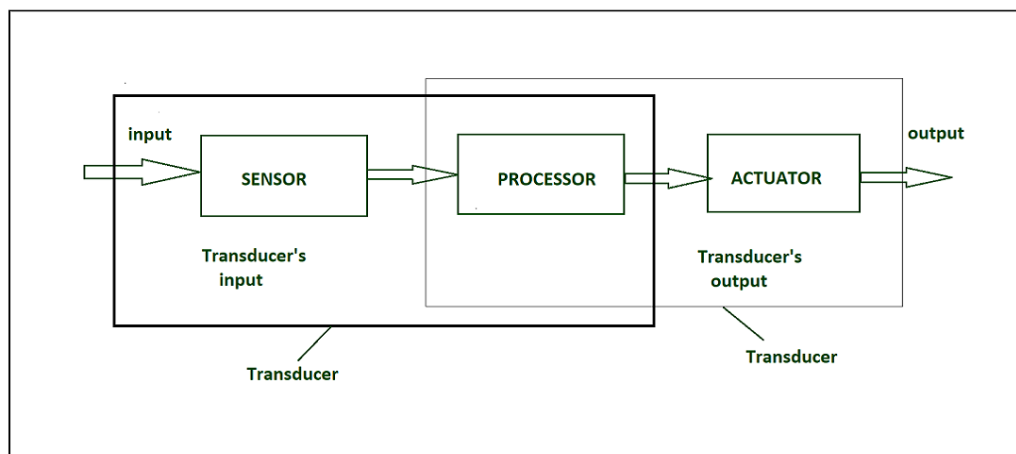 input
output
SENSOR
PROCESSOR
ACTUATOR
Transducer's
input
Transducer's
output
Transducer
Transducer